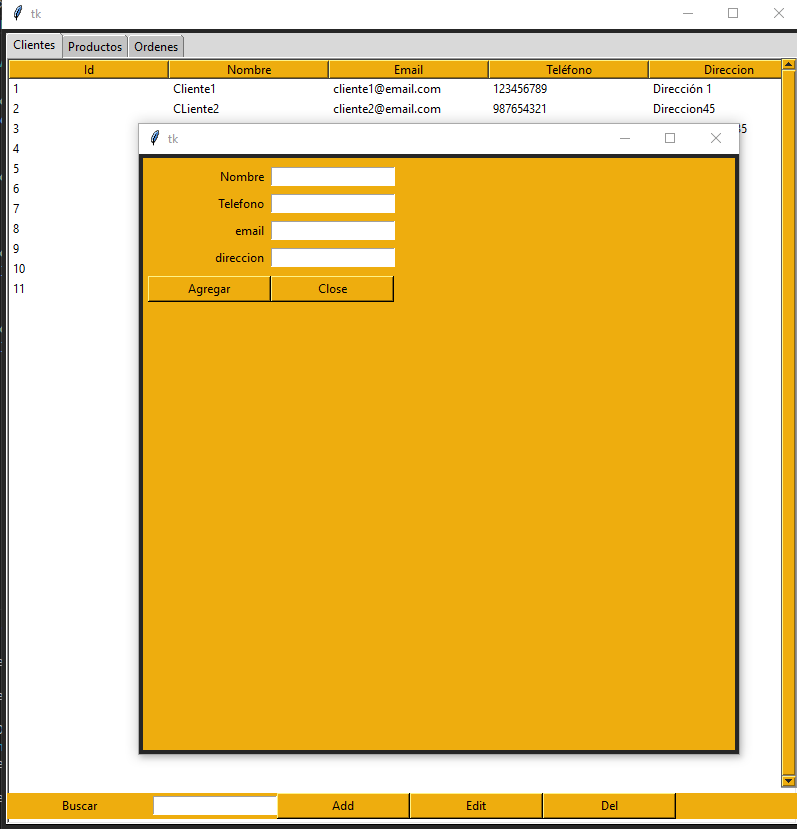 tk
Clientes Productos Ordenes
Id Nombre Email Teléfono Direccion
1 Cliente1 cliente1@email.com 123456789 Dirección 1
2 CLiente2 cliente2@email.com 987654321 Direccion45
3
4
5
6
7
8
9
10
11
tk
Nombre
Telefono
email
direccion
Agregar Close
Buscar Add Edit Del